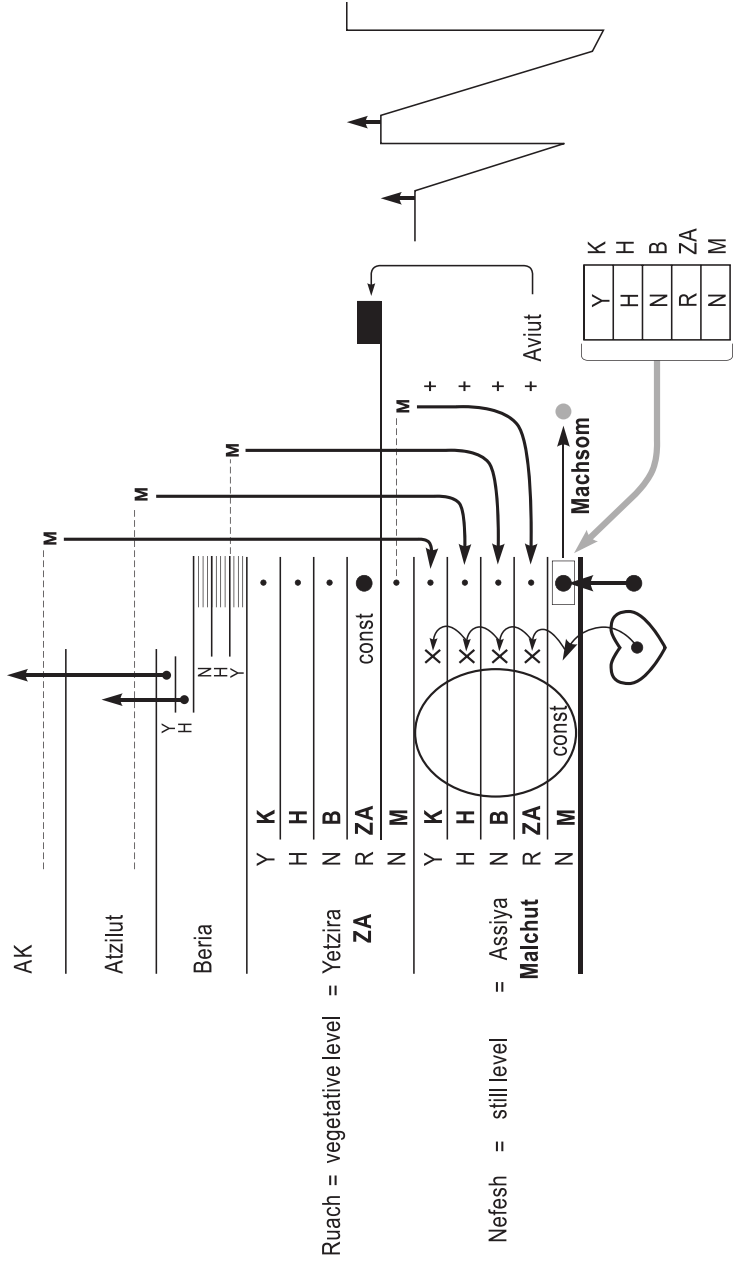 AK
M
Atzilut
M
Y
H
Beria
N
H
Y
M
Y K
H H
Ruach = vegetative level = Yetzira N B
ZA R ZA const
N M
M
Y K +
H H +
Nefesh = still level = Assiya N B +
Malchut R ZA + Aviut
N M const
Machsom
Y K
H H
N B
R ZA
N M